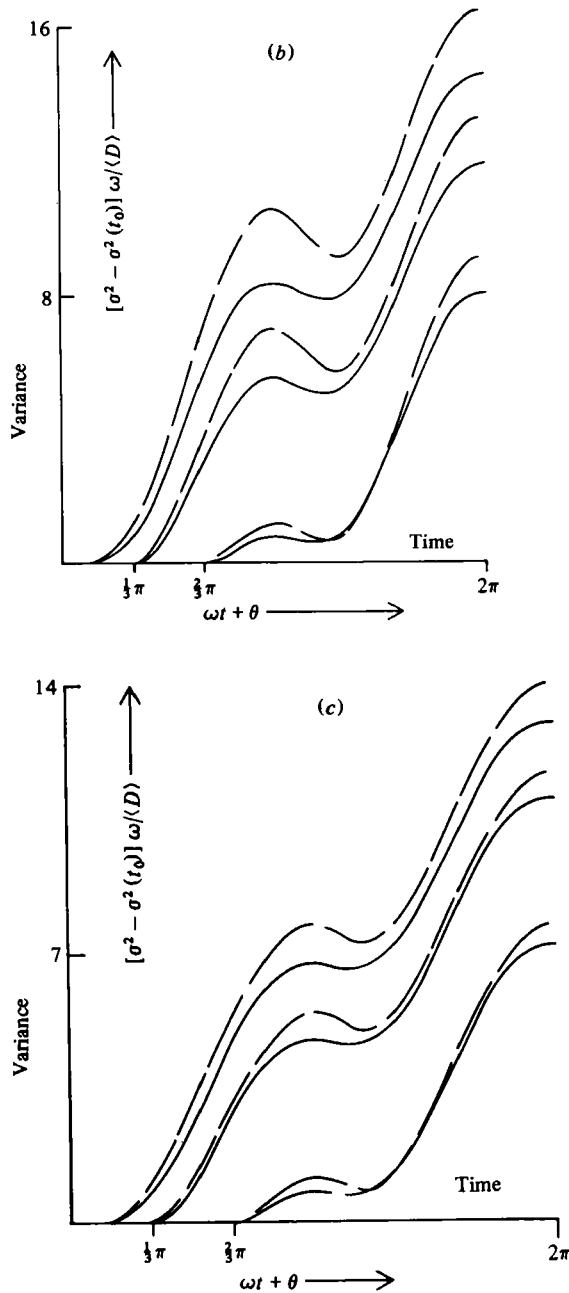 16
(b)
[σ² − σ² (t₀)] ω/⟨D⟩
8
Variance
Time
⅓π
⅔π
2π
ωt + θ
14
(c)
[σ² − σ² (t₀)] ω/⟨D⟩
7
Variance
Time
⅓π
⅔π
2π
ωt + θ